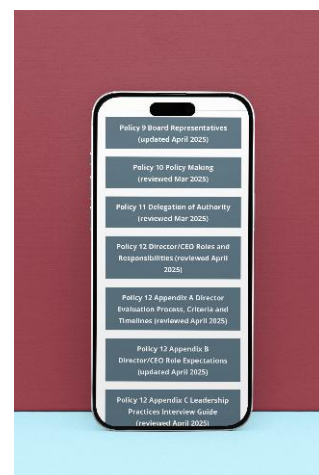 Policy 9 Board Representatives
(updated April 2025)
Policy 10 Policy Making
(reviewed Mar 2025)
Policy 11 Delegation of Authority
(reviewed Mar 2025)
Policy 12 Director/CEO Roles and
Responsibilities (reviewed April
2025)
Policy 12 Appendix A Director
Evaluation Process, Criteria and
Timelines (reviewed April 2025)
Policy 12 Appendix B
Director/CEO Role Expectations
(updated April 2025)
Policy 12 Appendix C Leadership
Practices Interview Guide
(reviewed April 2025)